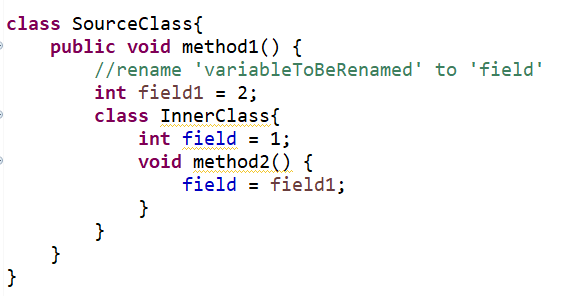 class SourceClass{
    public void method1() {
        //rename 'variableToBeRenamed' to 'field'
        int field1 = 2;
        class InnerClass{
            int field = 1;
            void method2() {
                field = field1;
            }
        }
    }
}